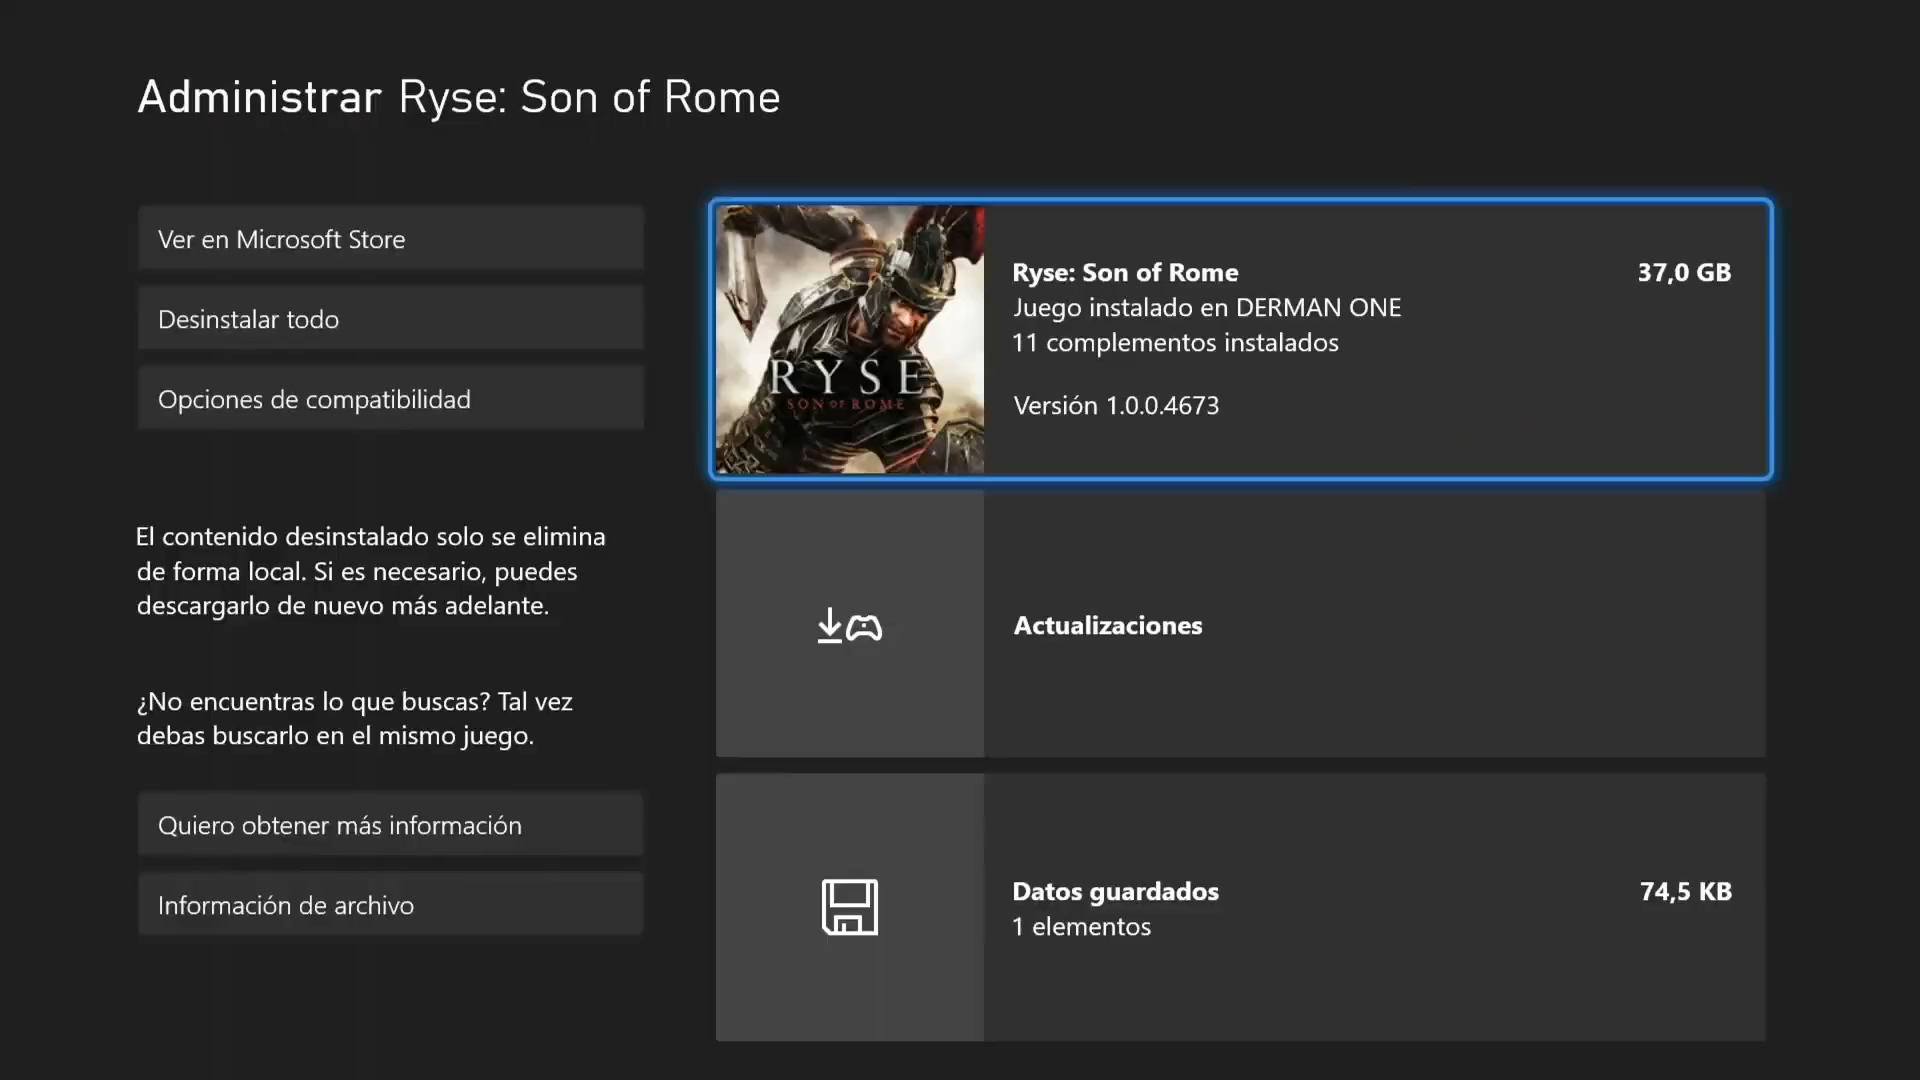 Administrar Ryse: Son of Rome
Ver en Microsoft Store
Desinstalar todo
Opciones de compatibilidad
El contenido desinstalado solo se elimina
de forma local. Si es necesario, puedes
descargarlo de nuevo más adelante.
¿No encuentras lo que buscas? Tal vez
debas buscarlo en el mismo juego.
Quiero obtener más información
Información de archivo
RYSE
SON OF ROME
Ryse: Son of Rome 37,0 GB
Juego instalado en DERMAN ONE
11 complementos instalados
Versión 1.0.0.4673
Actualizaciones
Datos guardados 74,5 KB
1 elementos